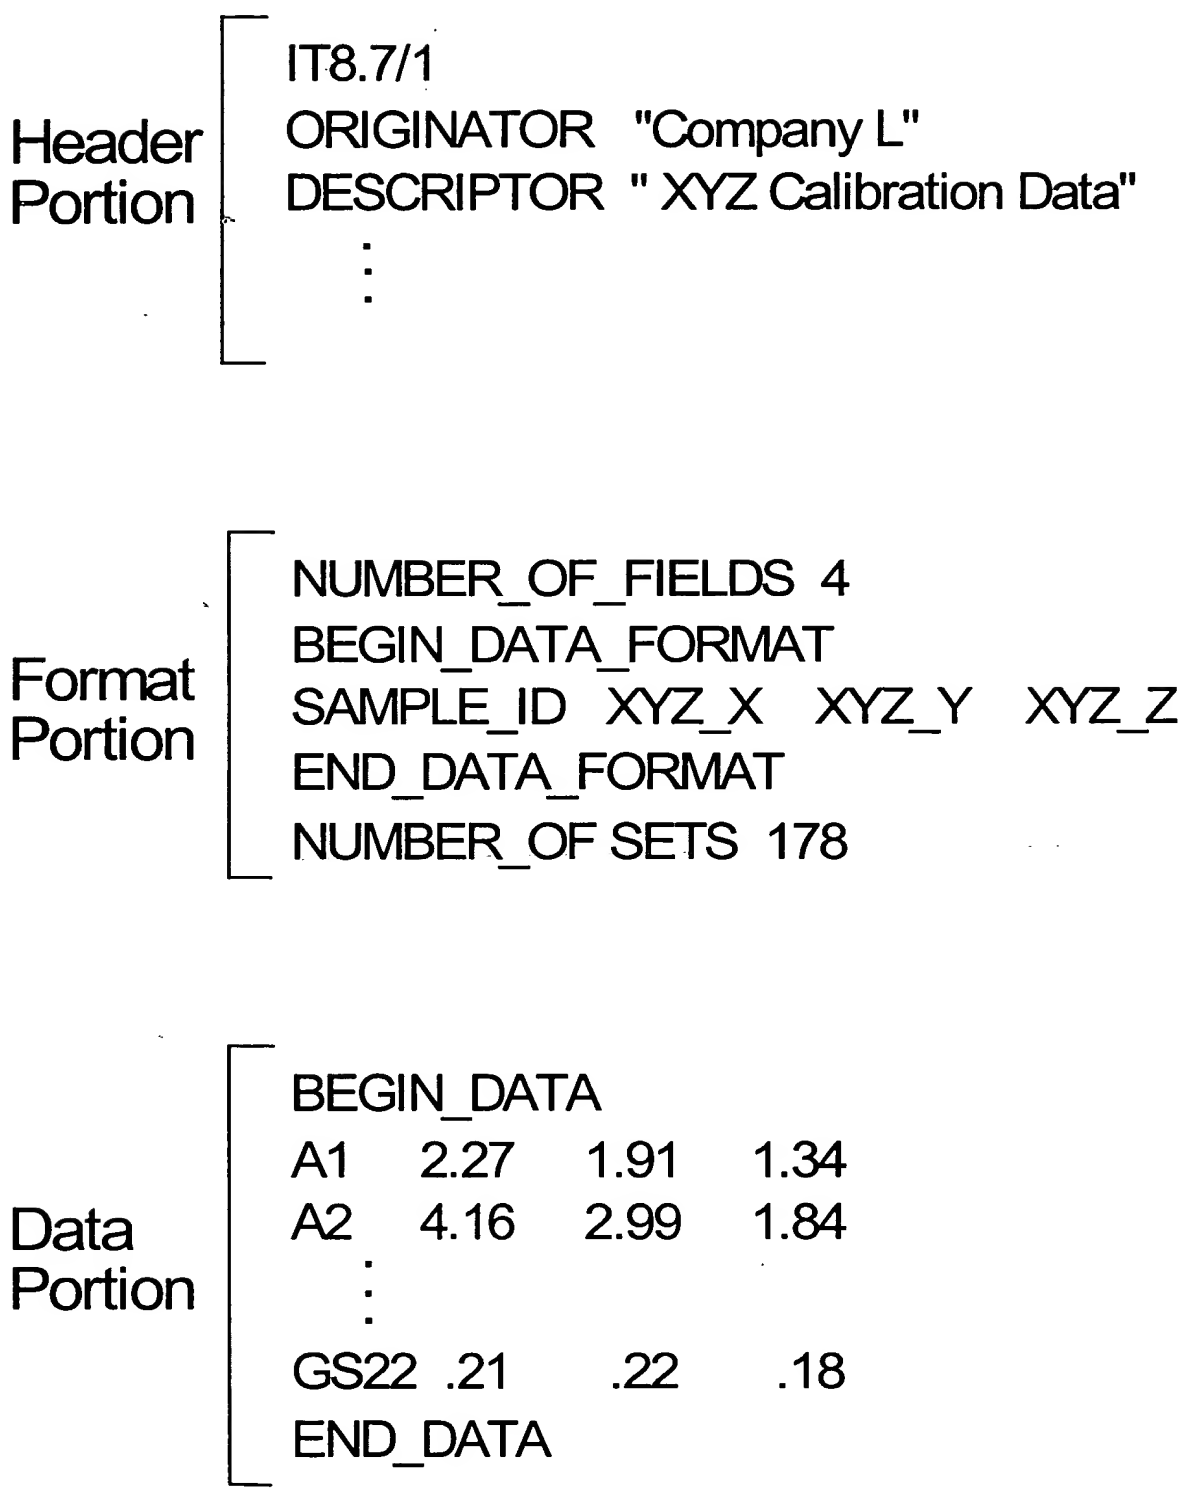 Header
Portion
IT8.7/1
ORIGINATOR "Company L"
DESCRIPTOR " XYZ Calibration Data"
Format
Portion
NUMBER_OF_FIELDS 4
BEGIN_DATA_FORMAT
SAMPLE_ID XYZ_X XYZ_Y XYZ_Z
END_DATA_FORMAT
NUMBER_OF SETS 178
Data
Portion
BEGIN_DATA
A1 2.27 1.91 1.34
A2 4.16 2.99 1.84
GS22 .21 .22 .18
END_DATA